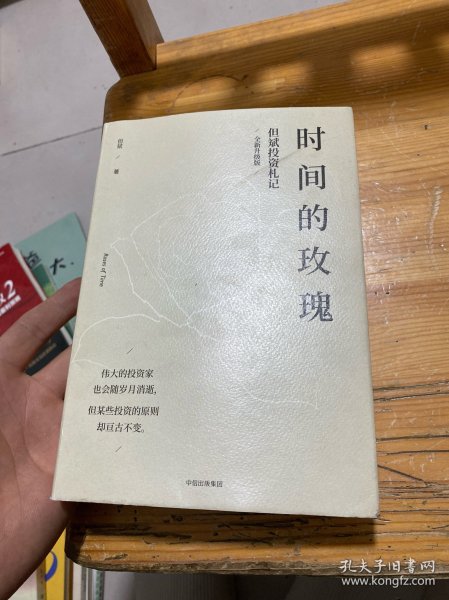 时间的玫瑰
但斌投资札记
全新升级版
但斌 著
Roses of Time
伟大的投资家
也会随岁月消逝，
但某些投资的原则
却亘古不变。
中信出版集团
大.
2
孔夫子旧书网
www.kongfz.com